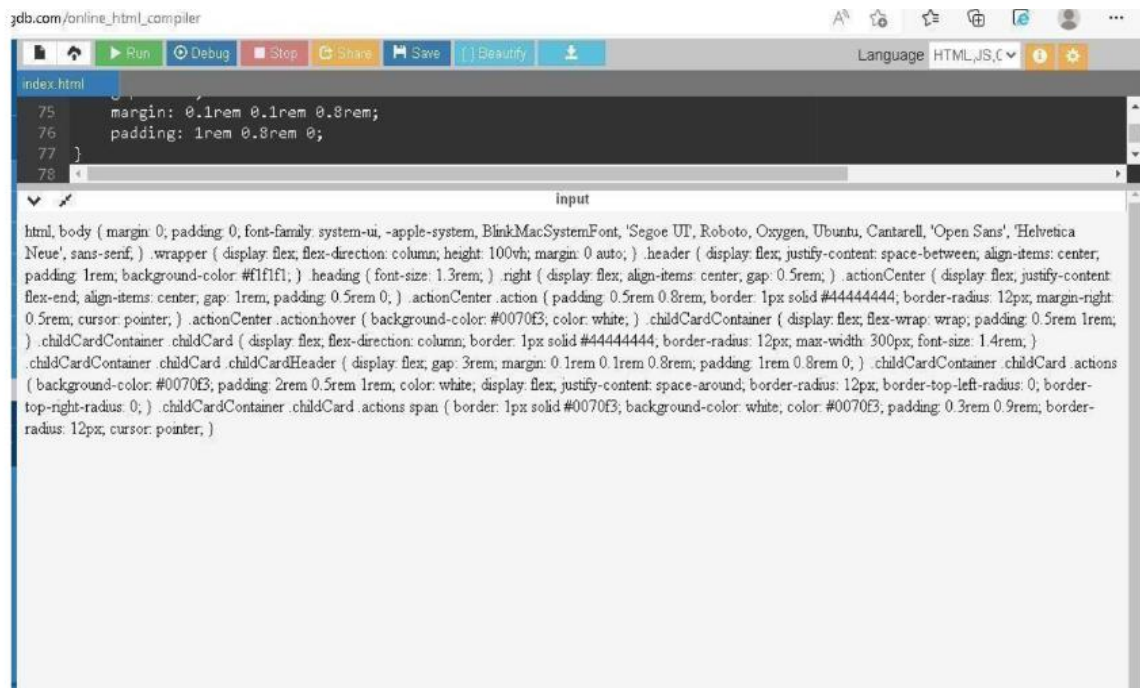 gdb.com/online_html_compiler
Run Debug Stop Share Save {} Beautify Language HTML,JS,C
index.html
75 margin: 0.1rem 0.1rem 0.8rem;
76 padding: 1rem 0.8rem 0;
77 }
78
input
html, body { margin: 0; padding: 0; font-family: system-ui, -apple-system, BlinkMacSystemFont, 'Segoe UI', Roboto, Oxygen, Ubuntu, Cantarell, 'Open Sans', 'Helvetica
Neue', sans-serif; } .wrapper { display: flex; flex-direction: column; height: 100vh; margin: 0 auto; } .header { display: flex; justify-content: space-between; align-items: center;
padding: 1rem; background-color: #f1f1f1; } .heading { font-size: 1.3rem; } .right { display: flex; align-items: center; gap: 0.5rem; } .actionCenter { display: flex; justify-content:
flex-end; align-items: center; gap: 1rem; padding: 0.5rem 0; } .actionCenter .action { padding: 0.5rem 0.8rem; border: 1px solid #44444444; border-radius: 12px; margin-right:
0.5rem; cursor: pointer; } .actionCenter .action:hover { background-color: #0070f3; color: white; } .childCardContainer { display: flex; flex-wrap: wrap; padding: 0.5rem 1rem;
} .childCardContainer .childCard { display: flex; flex-direction: column; border: 1px solid #44444444; border-radius: 12px; max-width: 300px; font-size: 1.4rem; }
.childCardContainer .childCard .childCardHeader { display: flex; gap: 3rem; margin: 0.1rem 0.1rem 0.8rem; padding: 1rem 0.8rem 0; } .childCardContainer .childCard .actions
{ background-color: #0070f3; padding: 2rem 0.5rem 1rem; color: white; display: flex; justify-content: space-around; border-radius: 12px; border-top-left-radius: 0; border-
top-right-radius: 0; } .childCardContainer .childCard .actions span { border: 1px solid #0070f3; background-color: white; color: #0070f3; padding: 0.3rem 0.9rem; border-
radius: 12px; cursor: pointer; }